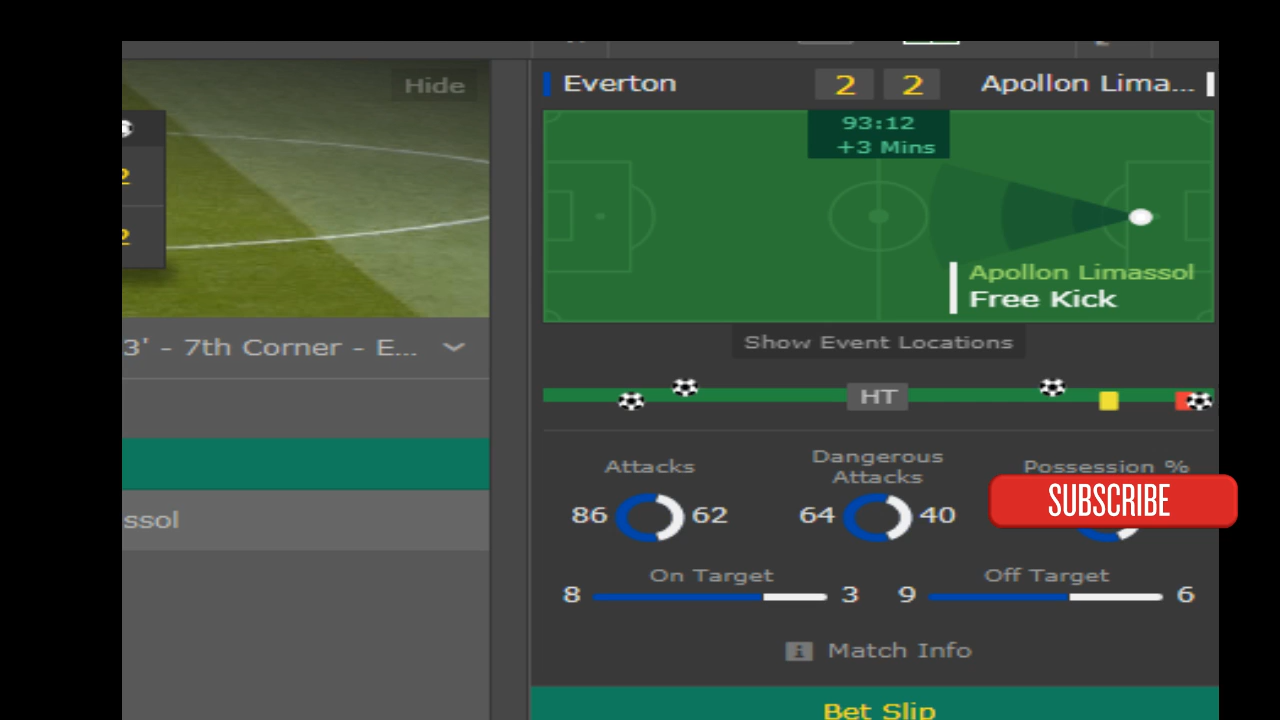 Hide
2
2
3' - 7th Corner - E...
ssol
Everton
2 2
Apollon Lima...
93:12
+3 Mins
Apollon Limassol
Free Kick
Show Event Locations
HT
Attacks
86 62
Dangerous
Attacks
64 40
Possession %
SUBSCRIBE
On Target
8 3
Off Target
9 6
Match Info
Bet Slip